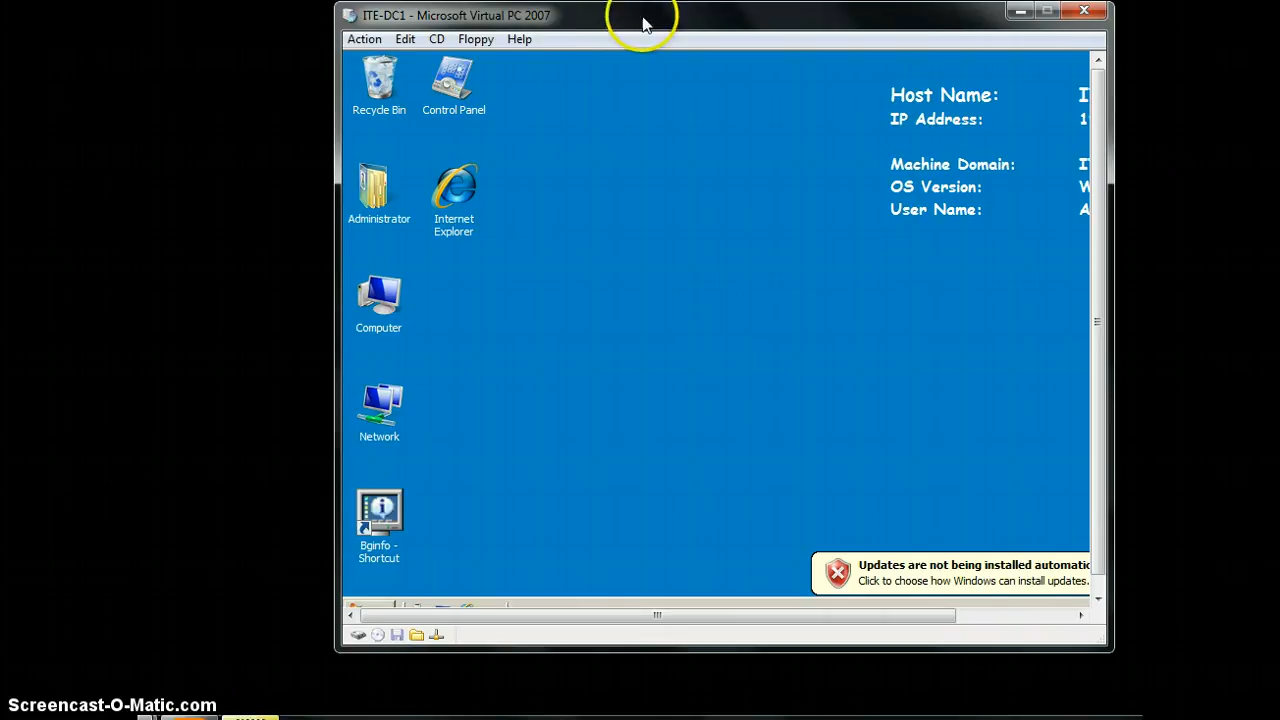 ITE-DC1 - Microsoft Virtual PC 2007
Action Edit CD Floppy Help
Recycle Bin
Control Panel
Host Name:
IP Address:
Machine Domain:
OS Version:
User Name:
Administrator
Internet
Explorer
Computer
Network
Bginfo -
Shortcut
Updates are not being installed
Click to choose how Windows can install updates.
Screencast-O-Matic.com